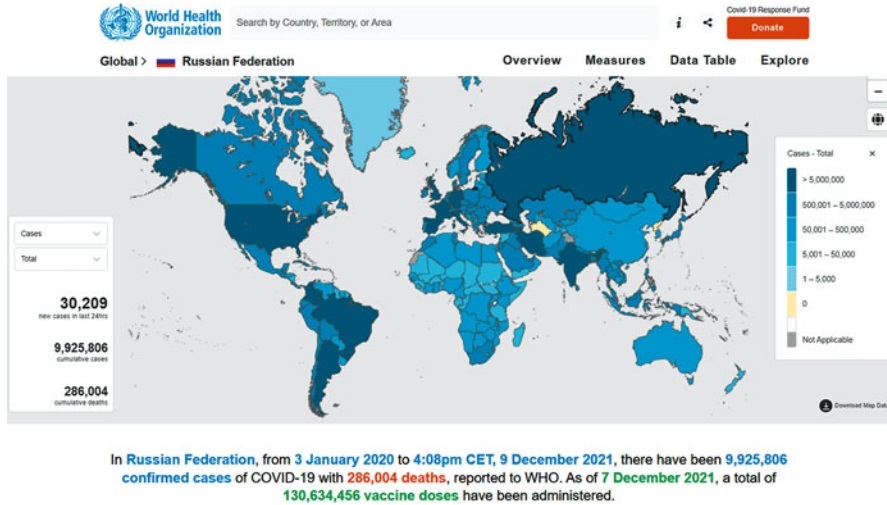 World Health
Organization
Search by Country, Territory, or Area
i
Covid-19 Response Fund
Donate
Global > Russian Federation
Overview Measures Data Table Explore
Cases - Total ×
> 5,000,000
500,001 – 5,000,000
50,001 – 500,000
5,001 – 50,000
1 – 5,000
0
Not Applicable
Cases
Total
30,209
new cases in last 24hrs
9,925,806
cumulative cases
286,004
cumulative deaths
Download Map Data
In Russian Federation, from 3 January 2020 to 4:08pm CET, 9 December 2021, there have been 9,925,806
confirmed cases of COVID-19 with 286,004 deaths, reported to WHO. As of 7 December 2021, a total of
130,634,456 vaccine doses have been administered.